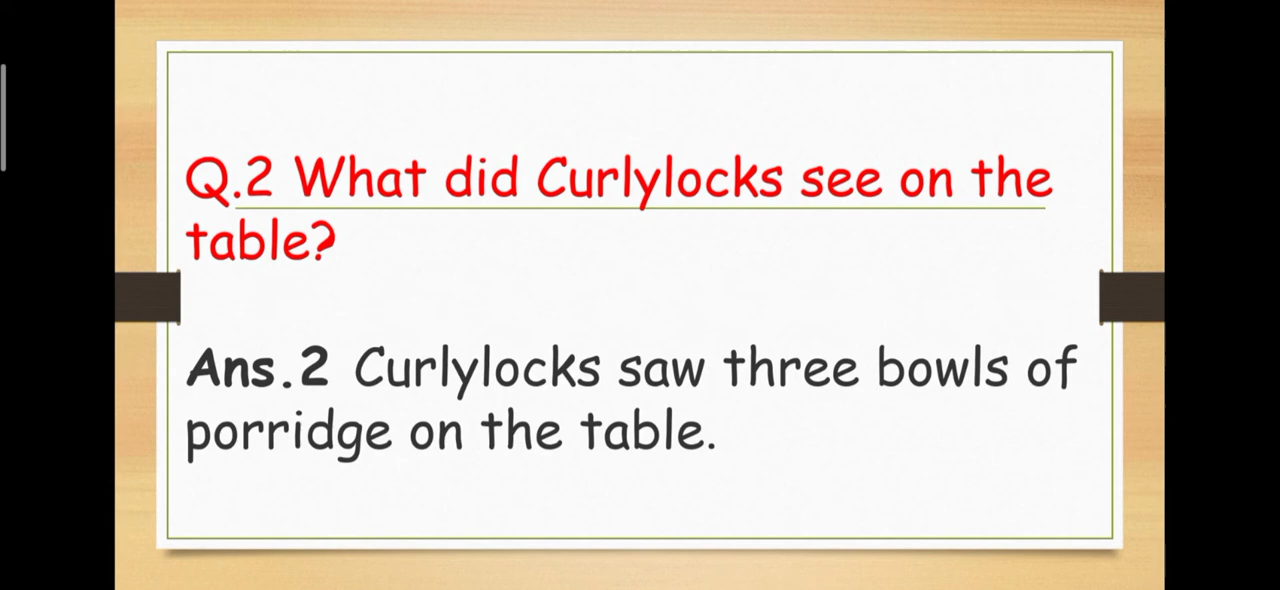 Q.2 What did Curlylocks see on the
table?
Ans.2 Curlylocks saw three bowls of
porridge on the table.